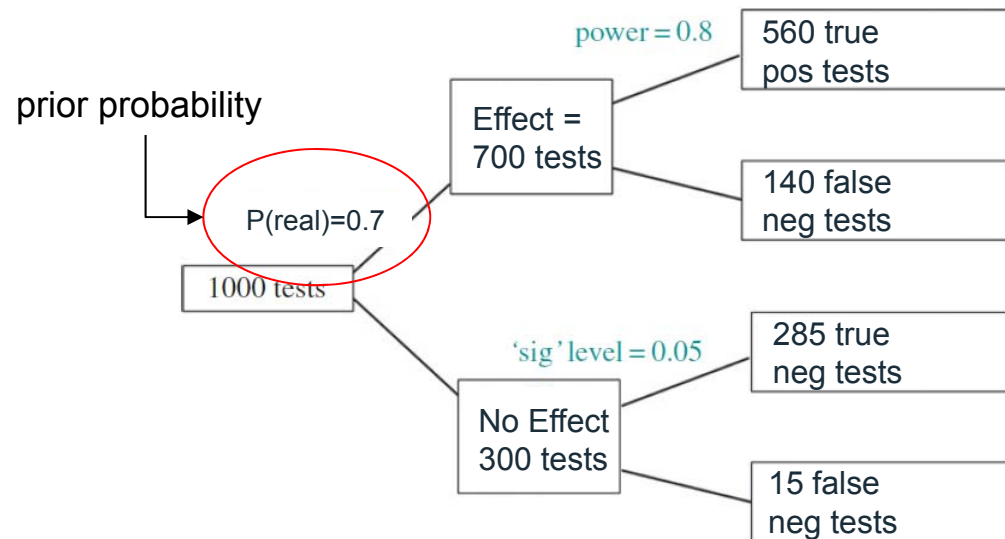 power = 0.8
560 true
pos tests
prior probability
Effect =
700 tests
140 false
neg tests
P(real)=0.7
1000 tests
'sig' level = 0.05
285 true
neg tests
No Effect
300 tests
15 false
neg tests